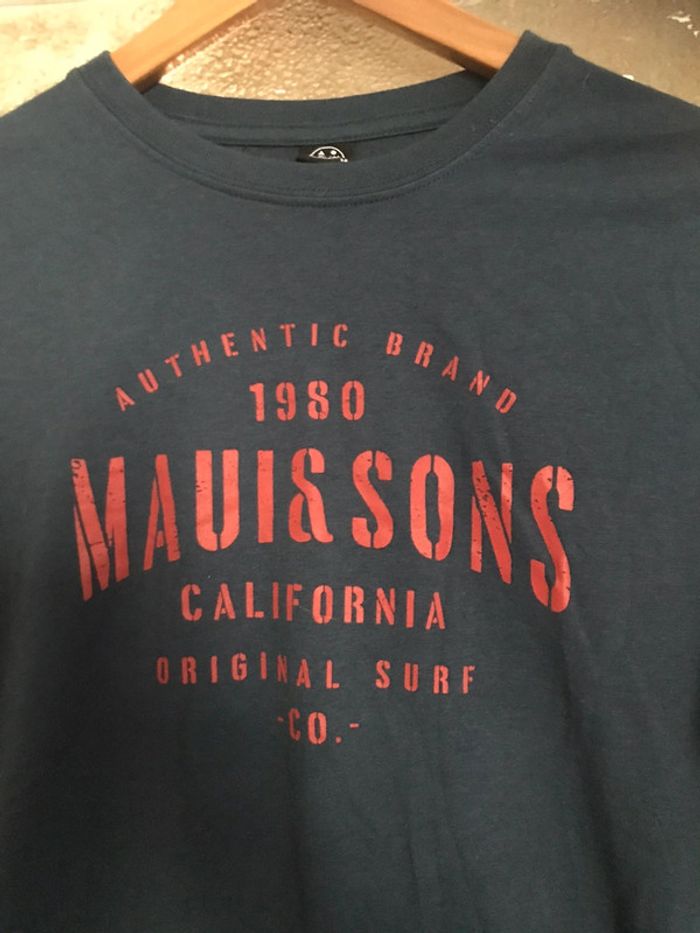 AUTHENTIC BRAND
1980
MAUI&SONS
CALIFORNIA
ORIGINAL SURF
-CO.-